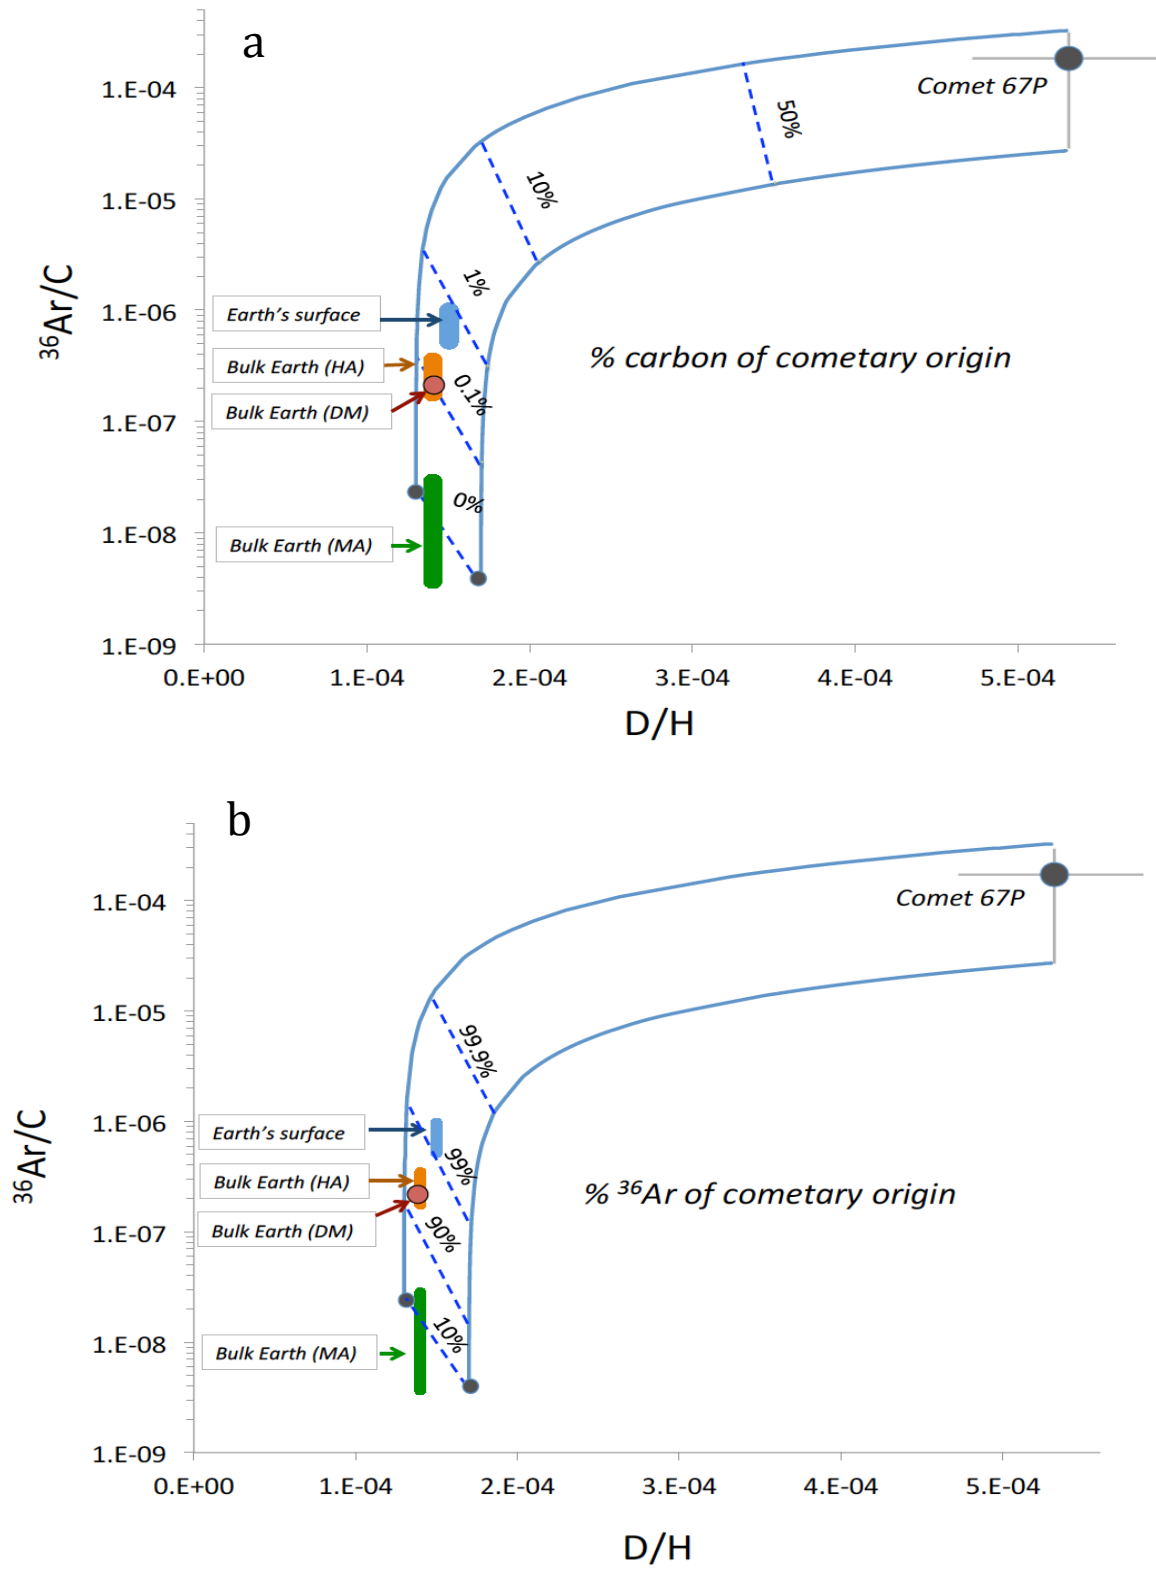 a
1.E-04
1.E-05
1.E-06
1.E-07
1.E-08
1.E-09
36Ar/C
Comet 67P
50%
10%
1%
Earth's surface
Bulk Earth (HA)
0.1%
Bulk Earth (DM)
% carbon of cometary origin
0%
Bulk Earth (MA)
0.E+00 1.E-04 2.E-04 3.E-04 4.E-04 5.E-04
D/H
b
1.E-04
1.E-05
1.E-06
1.E-07
1.E-08
1.E-09
36Ar/C
Comet 67P
99.9%
Earth's surface
99%
Bulk Earth (HA)
% 36Ar of cometary origin
Bulk Earth (DM)
90%
10%
Bulk Earth (MA)
0.E+00 1.E-04 2.E-04 3.E-04 4.E-04 5.E-04
D/H